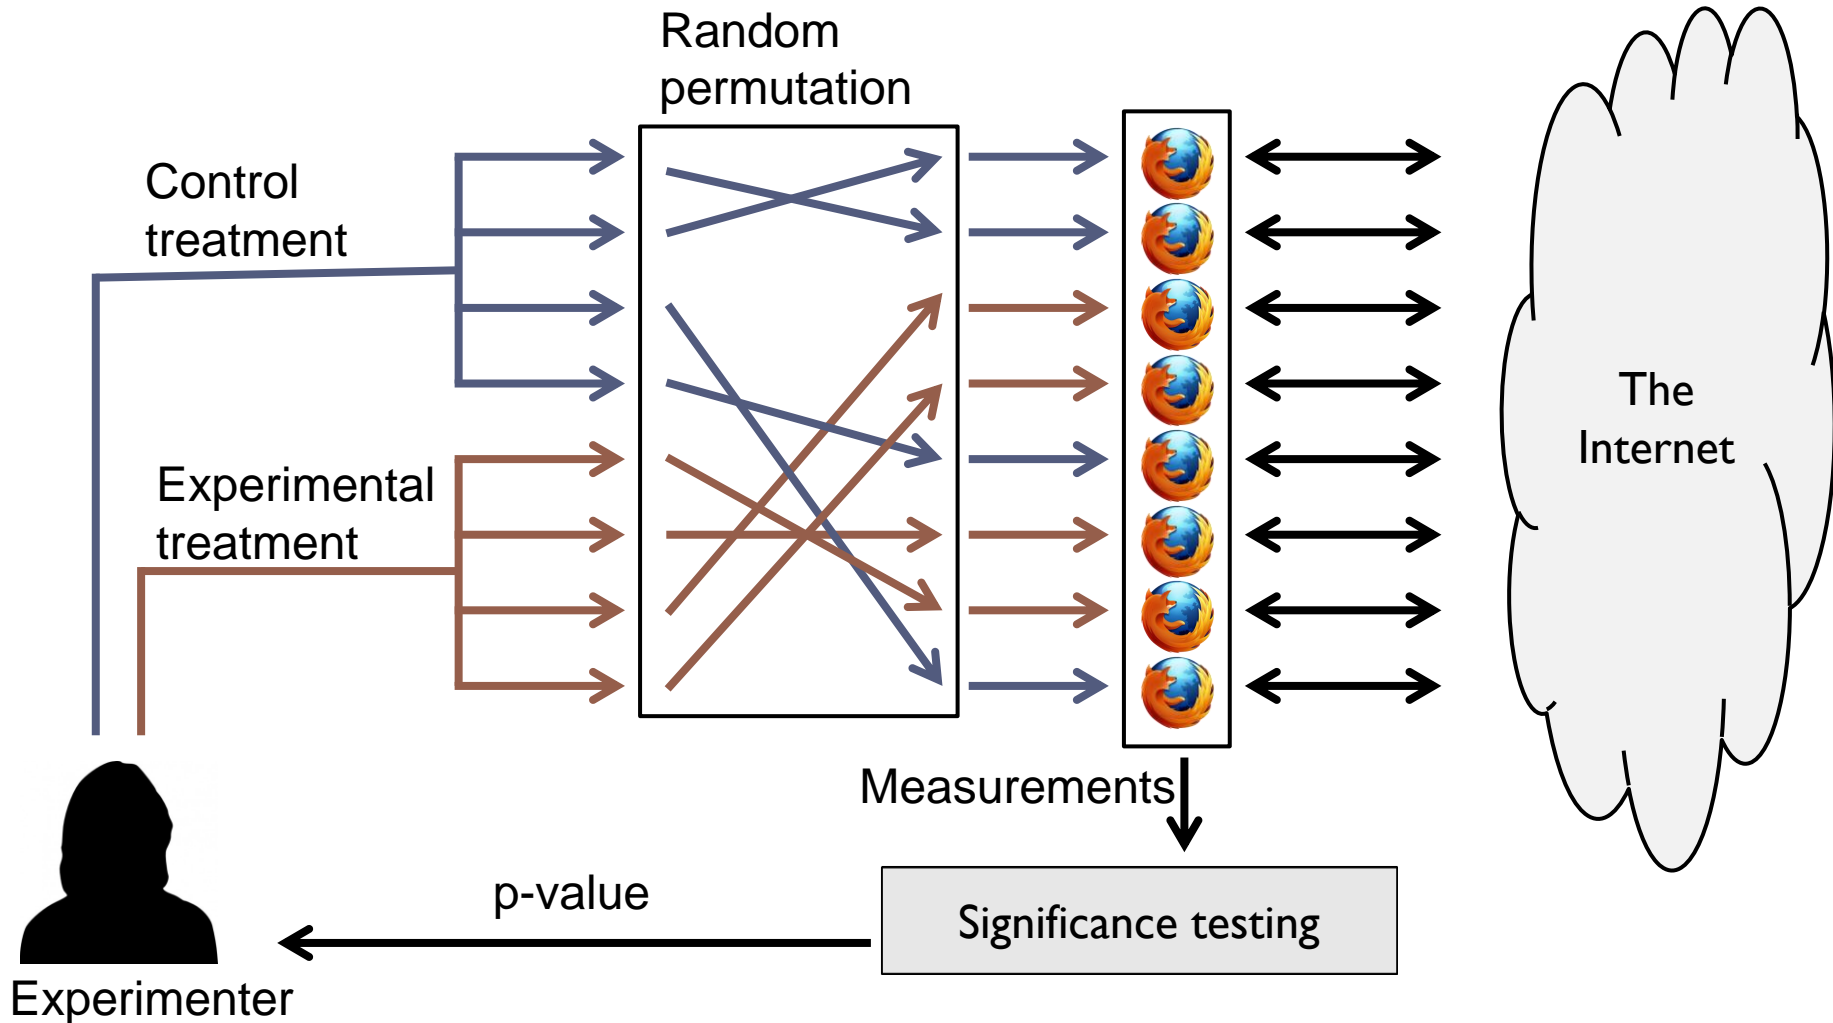 Random
permutation
Control
treatment
Experimental
treatment
The
Internet
Measurements
p-value
Significance testing
Experimenter